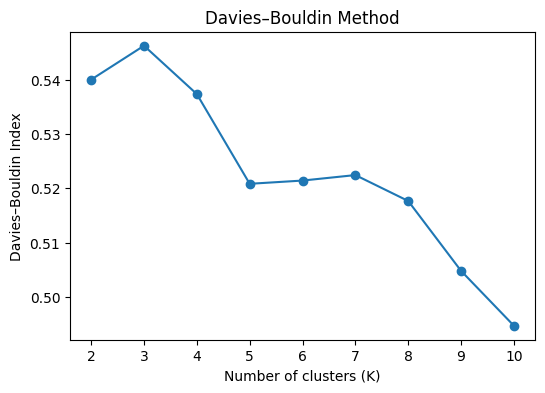 Davies–Bouldin Method
Davies–Bouldin Index
0.54
0.53
0.52
0.51
0.50
2 3 4 5 6 7 8 9 10
Number of clusters (K)